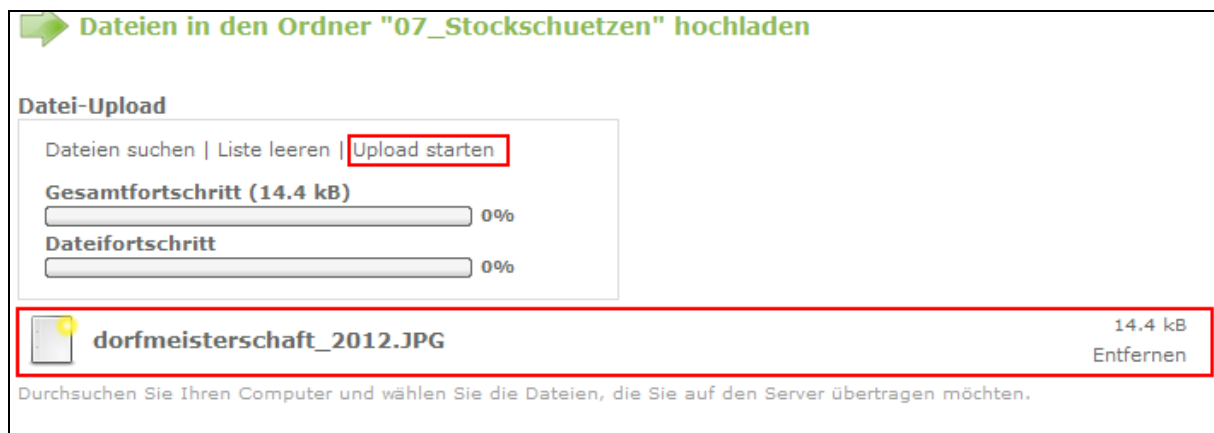 Dateien in den Ordner "07_Stockschuetzen" hochladen
Datei-Upload
Dateien suchen | Liste leeren | Upload starten
Gesamtfortschritt (14.4 kB)
0%
Dateifortschritt
0%
dorfmeisterschaft_2012.JPG
14.4 kB
Entfernen
Durchsuchen Sie Ihren Computer und wählen Sie die Dateien, die Sie auf den Server übertragen möchten.